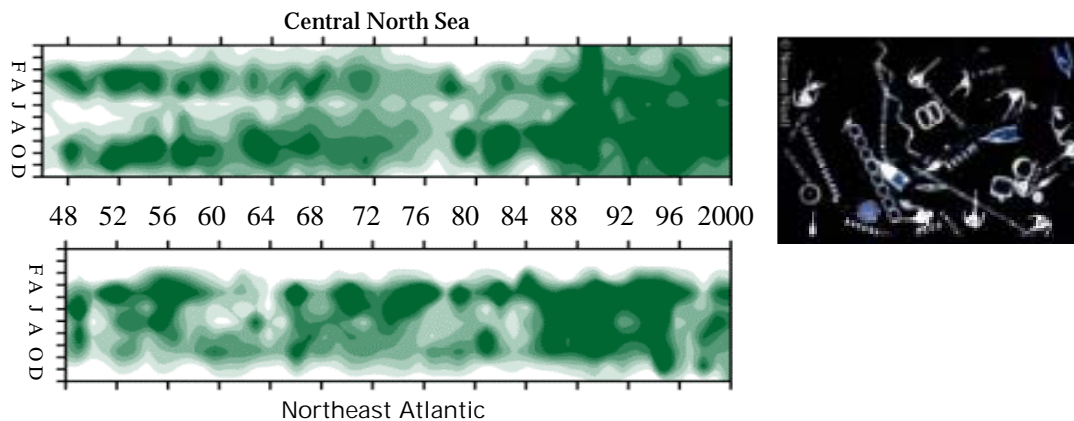 Central North Sea
F A J A O D
48 52 56 60 64 68 72 76 80 84 88 92 96 2000
F A J A O D
Northeast Atlantic